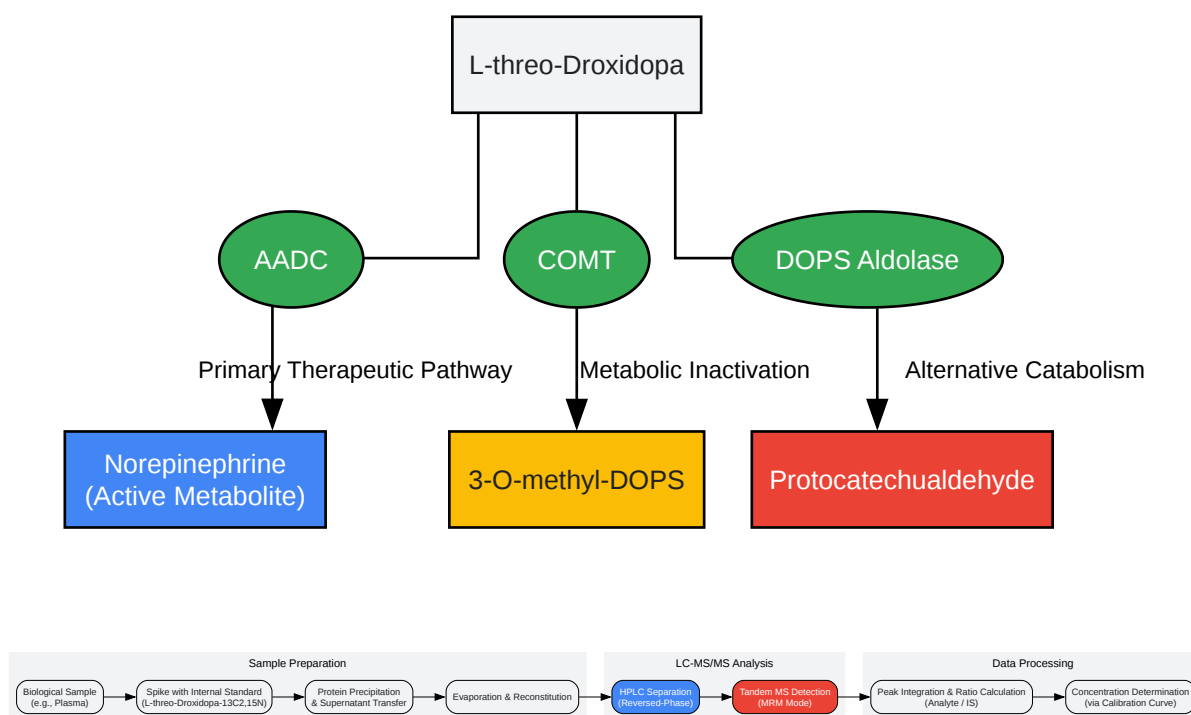 L-threo-Droxidopa
AADC
COMT
DOPS Aldolase
Primary Therapeutic Pathway
Metabolic Inactivation
Alternative Catabolism
Norepinephrine
(Active Metabolite)
3-O-methyl-DOPS
Protocatechualdehyde
Sample Preparation
LC-MS/MS Analysis
Data Processing
Biological Sample
(e.g., Plasma)
Spike with Internal Standard
(L-threo-Droxidopa-13C2,15N)
Protein Precipitation
& Supernatant Transfer
Evaporation & Reconstitution
HPLC Separation
(Reversed-Phase)
Tandem MS Detection
(MRM Mode)
Peak Integration & Ratio Calculation
(Analyte / IS)
Concentration Determination
(via Calibration Curve)